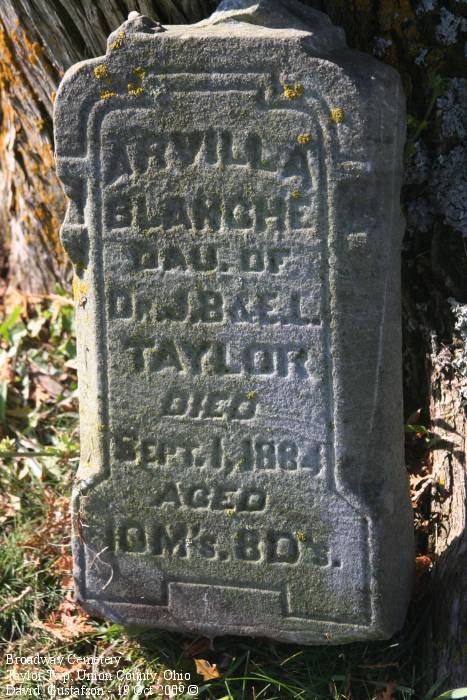 ARVILLA
BLANCHE
DAU. OF
DR. J. B. & E. L.
TAYLOR.
DIED
SEPT. 1, 1884
AGED
10 M's. 8 D's.
Broadway Cemetery
Taylor Twp, Union County, Ohio
David Gustafson - 19 Oct 2009 ©